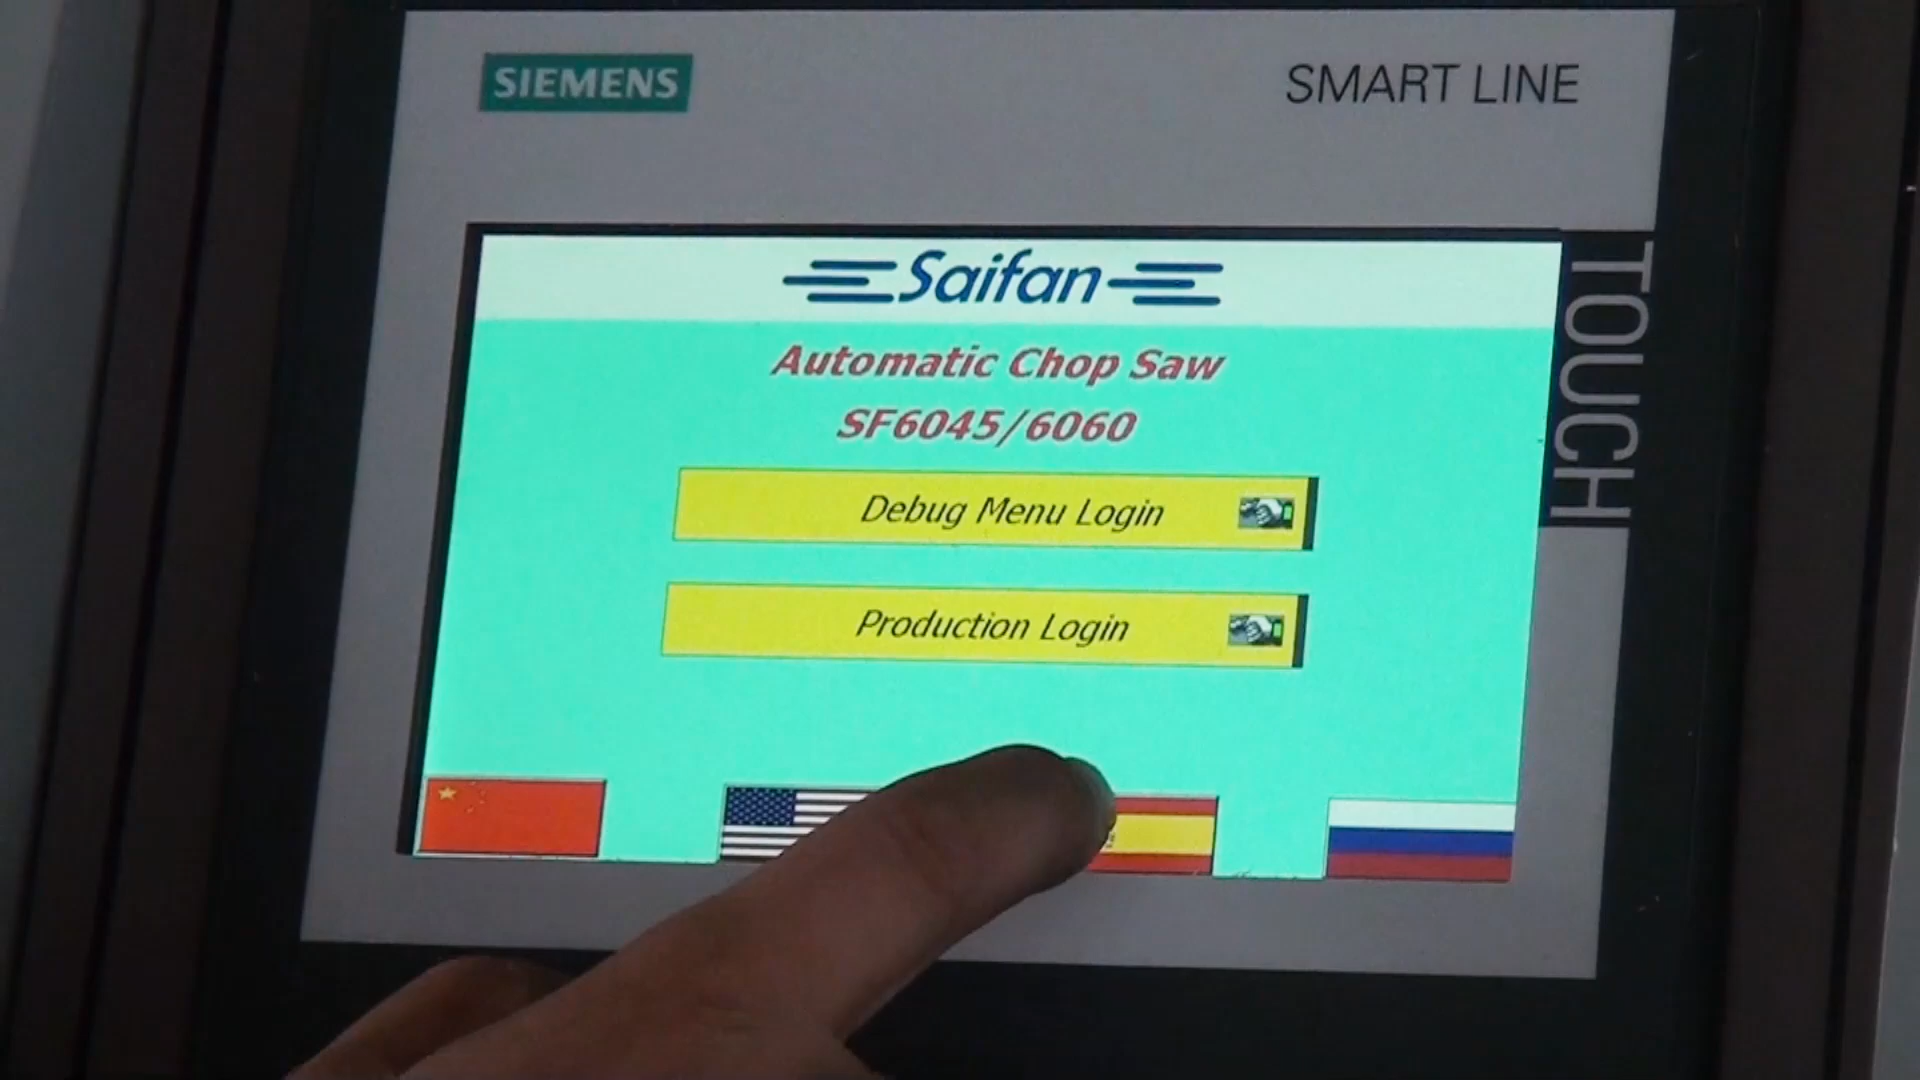 SIEMENS
SMART LINE
TOUCH
Saifan
Automatic Chop Saw
SF6045/6060
Debug Menu Login
Production Login